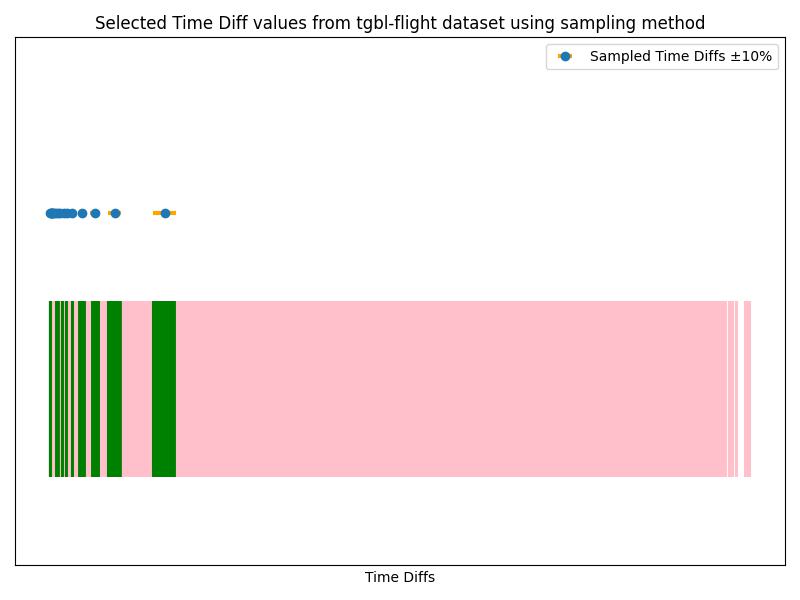 Selected Time Diff values from tgbl-flight dataset using sampling method
Sampled Time Diffs ±10%
Time Diffs